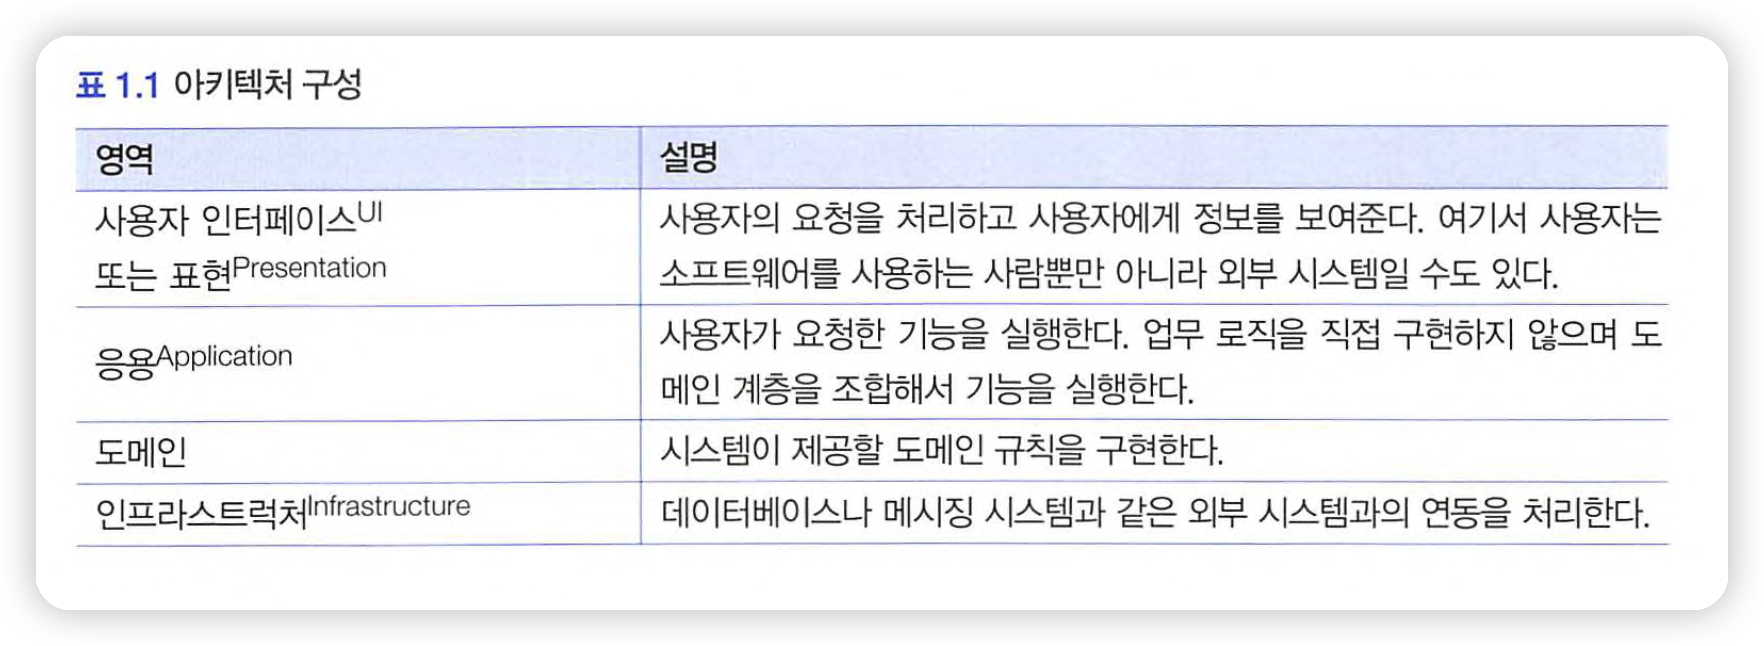 표 1.1 아키텍처 구성
영역
설명
사용자 인터페이스UI
또는 표현Presentation
사용자의 요청을 처리하고 사용자에게 정보를 보여준다. 여기서 사용자는
소프트웨어를 사용하는 사람뿐만 아니라 외부 시스템일 수도 있다.
응용Application
사용자가 요청한 기능을 실행한다. 업무 로직을 직접 구현하지 않으며 도
메인 계층을 조합해서 기능을 실행한다.
도메인
시스템이 제공할 도메인 규칙을 구현한다.
인프라스트럭처Infrastructure
데이터베이스나 메시징 시스템과 같은 외부 시스템과의 연동을 처리한다.